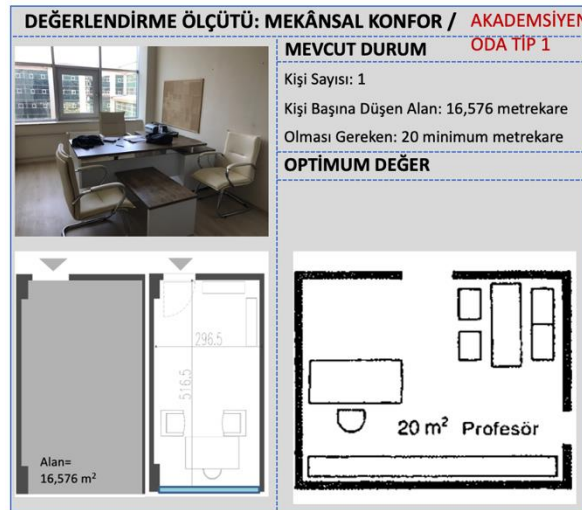 DEĞERLENDİRME ÖLÇÜTÜ: MEKÂNSAL KONFOR / AKADEMSİYEN
ODA TİP 1
MEVCUT DURUM
Kişi Sayısı: 1
Kişi Başına Düşen Alan: 16,576 metrekare
Olması Gereken: 20 minimum metrekare
OPTİMUM DEĞER
296.5
516.5
Alan=
16,576 m²
20 m² Profesör